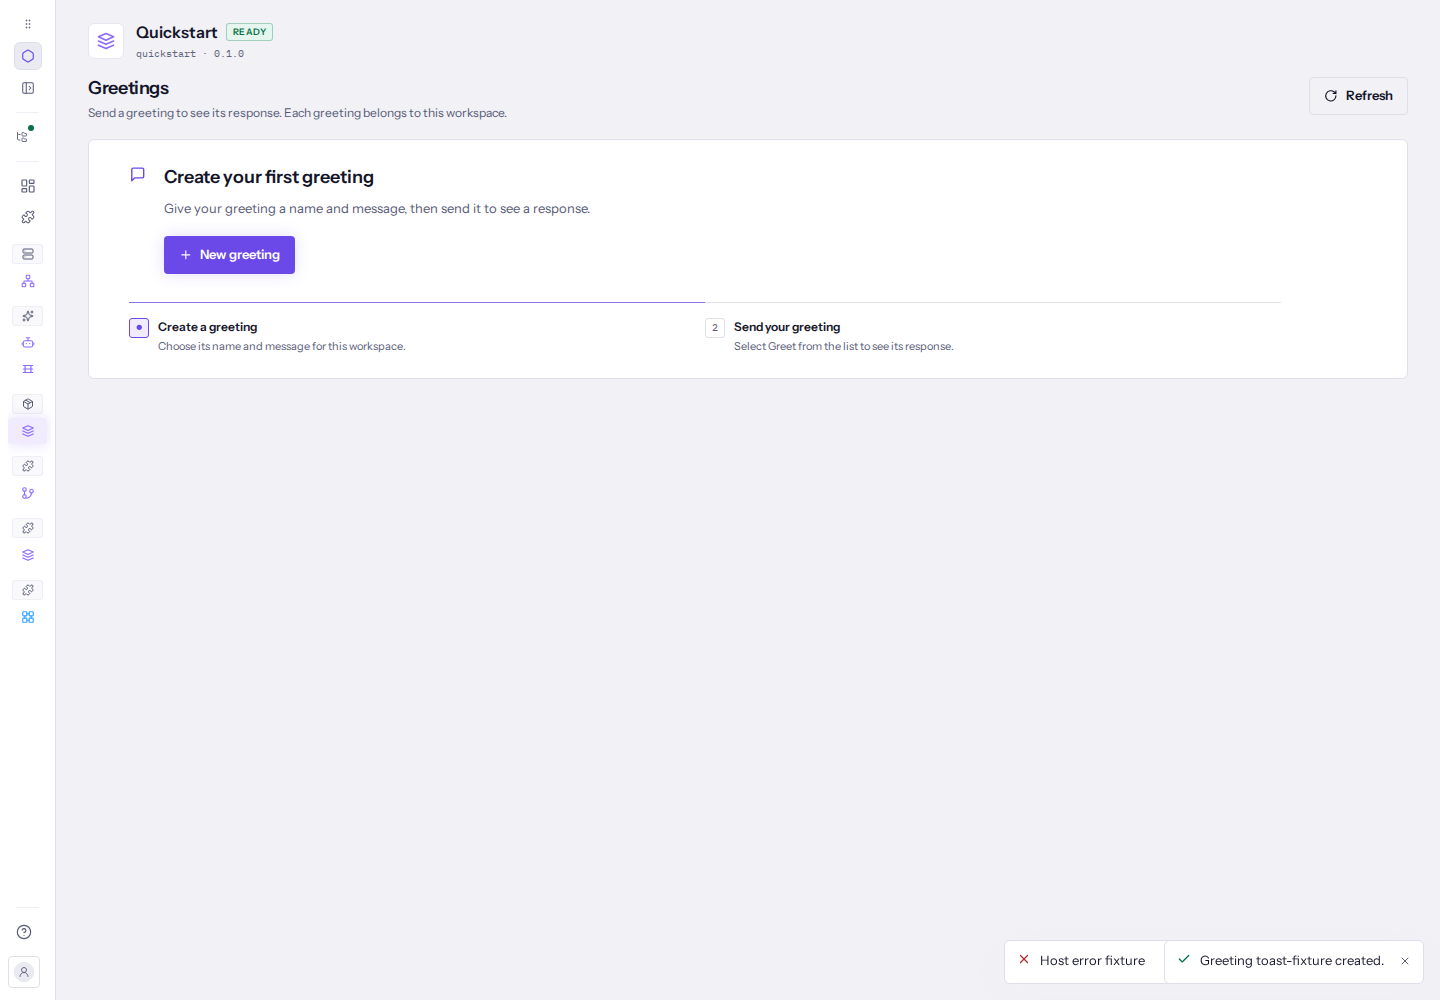 Quickstart READY
quickstart · 0.1.0
Greetings
Send a greeting to see its response. Each greeting belongs to this workspace.
Refresh
Create your first greeting
Give your greeting a name and message, then send it to see a response.
New greeting
Create a greeting
Choose its name and message for this workspace.
2 Send your greeting
Select Greet from the list to see its response.
Host error fixture
Greeting toast-fixture created.